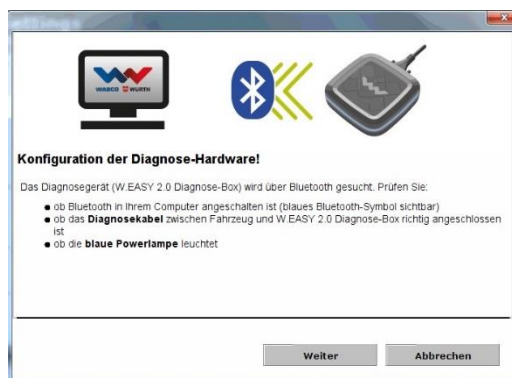 ettings
WABCO WURTH
Konfiguration der Diagnose-Hardware!
Das Diagnosegerät (W.EASY 2.0 Diagnose-Box) wird über Bluetooth gesucht. Prüfen Sie:
● ob Bluetooth in Ihrem Computer angeschalten ist (blaues Bluetooth-Symbol sichtbar)
● ob das Diagnosekabel zwischen Fahrzeug und W.EASY 2.0 Diagnose-Box richtig angeschlossen
ist
● ob die blaue Powerlampe leuchtet
Weiter Abbrechen